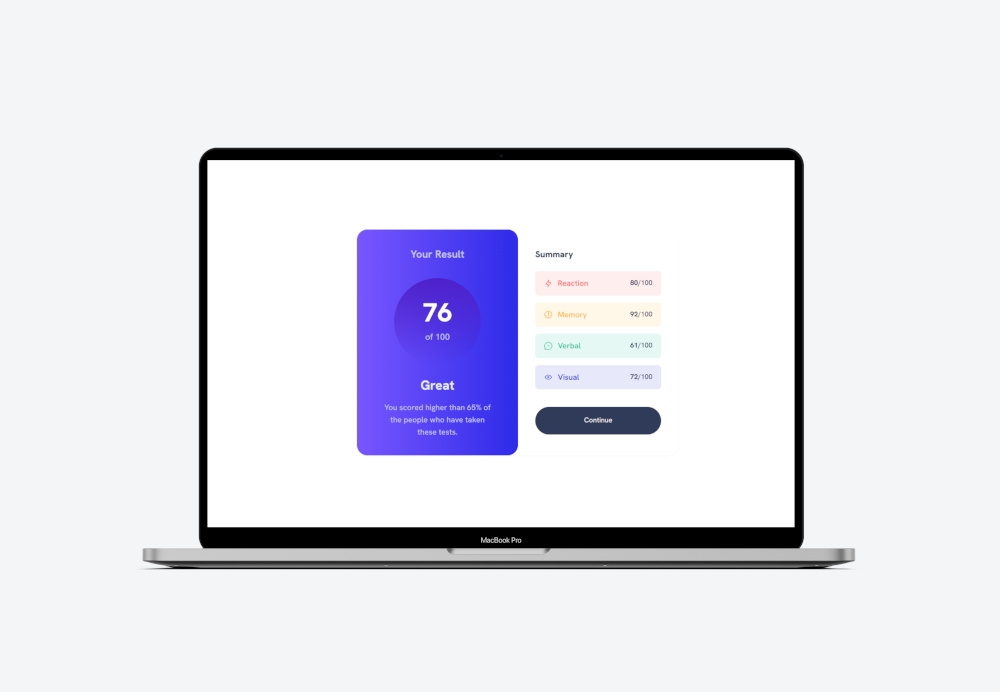 Your Result
76
of 100
Great
You scored higher than 65% of
the people who have taken
these tests.
Summary
Reaction 80/100
Memory 92/100
Verbal 61/100
Visual 72/100
Continue
MacBook Pro